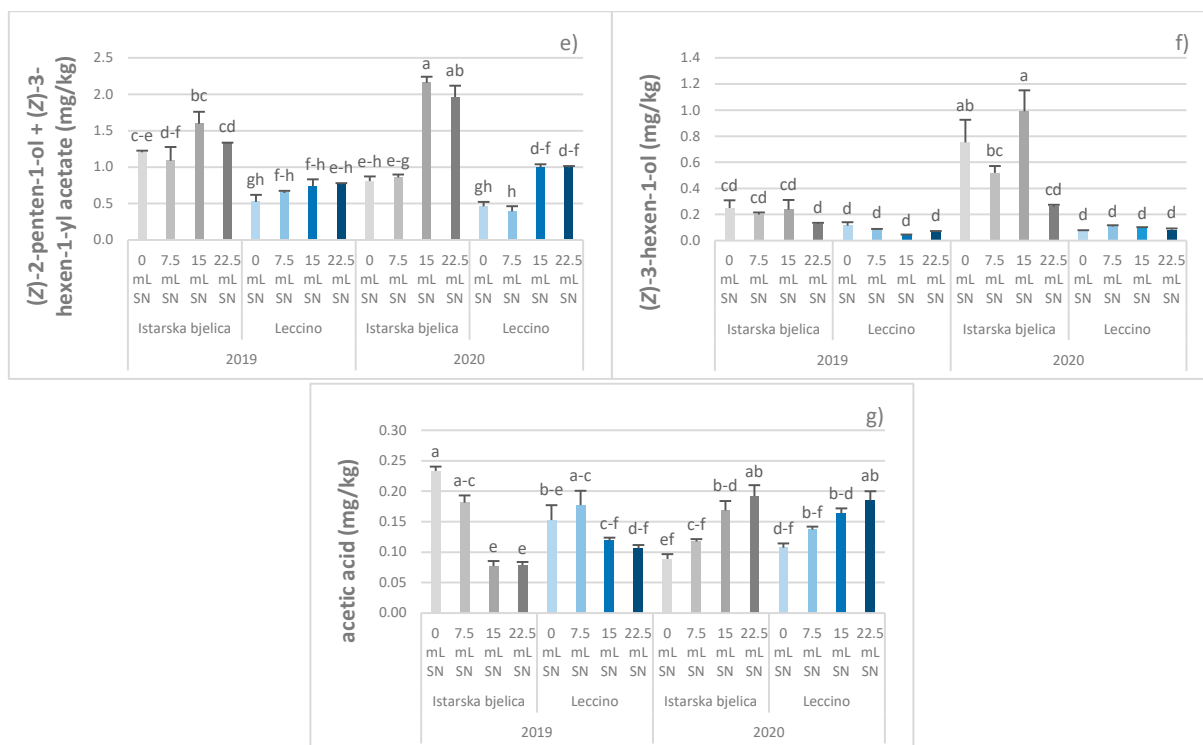 e)
(Z)-2-penten-1-ol + (Z)-3-
hexen-1-yl acetate (mg/kg)
2.5
2.0
1.5
1.0
0.5
0.0
c-e d-f bc cd gh f-h f-h e-h e-h e-g a ab gh h d-f d-f
0 7.5 15 22.5 0 7.5 15 22.5 0 7.5 15 22.5 0 7.5 15 22.5
mL mL mL mL mL mL mL mL mL mL mL mL mL mL mL mL
SN SN SN SN SN SN SN SN SN SN SN SN SN SN SN SN
Istarska bjelica Leccino Istarska bjelica Leccino
2019 2020
f)
(Z)-3-hexen-1-ol (mg/kg)
1.4
1.2
1.0
0.8
0.6
0.4
0.2
0.0
cd cd cd d d d d d ab bc a cd d d d d
0 7.5 15 22.5 0 7.5 15 22.5 0 7.5 15 22.5 0 7.5 15 22.5
mL mL mL mL mL mL mL mL mL mL mL mL mL mL mL mL
SN SN SN SN SN SN SN SN SN SN SN SN SN SN SN SN
Istarska bjelica Leccino Istarska bjelica Leccino
2019 2020
g)
acetic acid (mg/kg)
0.30
0.25
0.20
0.15
0.10
0.05
0.00
a a-c e e b-e a-c c-f d-f ef c-f b-d ab d-f b-f b-d ab
0 7.5 15 22.5 0 7.5 15 22.5 0 7.5 15 22.5 0 7.5 15 22.5
mL mL mL mL mL mL mL mL mL mL mL mL mL mL mL mL
SN SN SN SN SN SN SN SN SN SN SN SN SN SN SN SN
Istarska bjelica Leccino Istarska bjelica Leccino
2019 2020